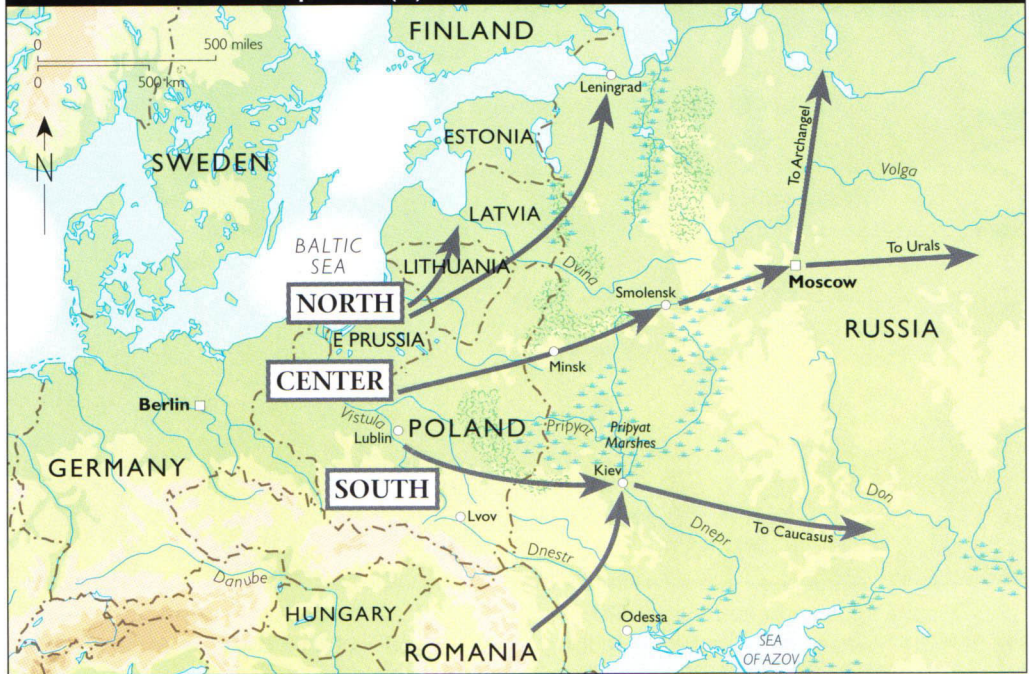 FINLAND
0
500 miles
0
500 km
Leningrad
N
ESTONIA
SWEDEN
To Archangel
Volga
LATVIA
BALTIC
SEA
To Urals
LITHUANIA
Dvina
Moscow
NORTH
Smolensk
RUSSIA
E PRUSSIA
Minsk
CENTER
Berlin
Vistula
Lublin
POLAND
Pripyat
Pripyat
Marshes
GERMANY
Kiev
SOUTH
Don
Lvov
Dnepr
To Caucasus
Dnestr
Danube
HUNGARY
Odessa
ROMANIA
SEA
OF AZOV